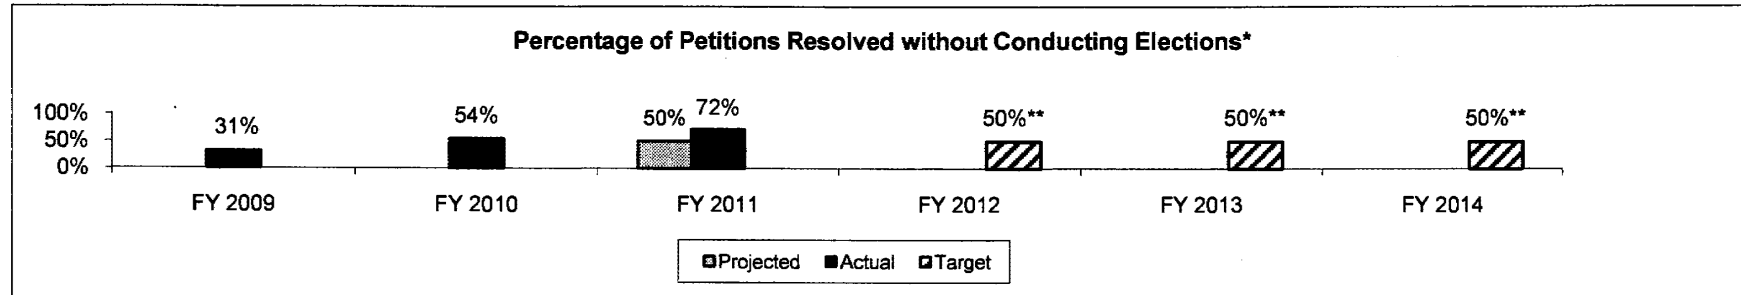 Percentage of Petitions Resolved without Conducting Elections*
100%
50%
0%
31%
54%
50%
72%
50%**
50%**
50%**
FY 2009
FY 2010
FY 2011
FY 2012
FY 2013
FY 2014
Projected Actual Target